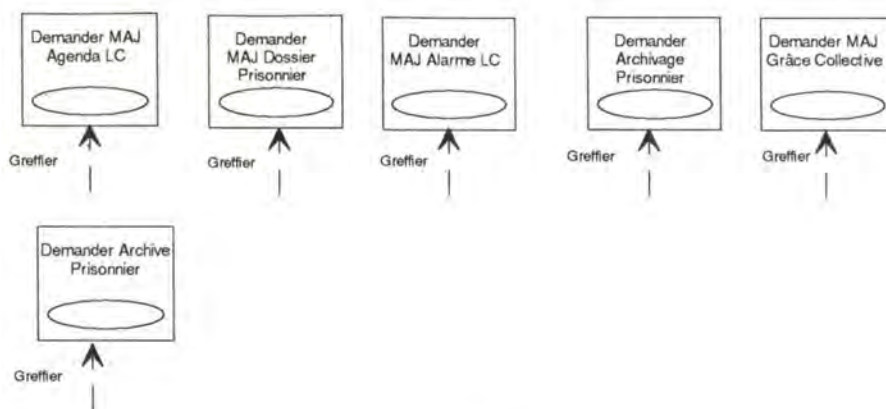 Demander MAJ
Agenda LC
Demander
MAJ Dossier
Prisonnier
Demander
MAJ Alarme LC
Demander
Archivage
Prisonnier
Demander MAJ
Grâce Collective
Greffier
Greffier
Greffier
Greffier
Greffier
Demander Archive
Prisonnier
Greffier